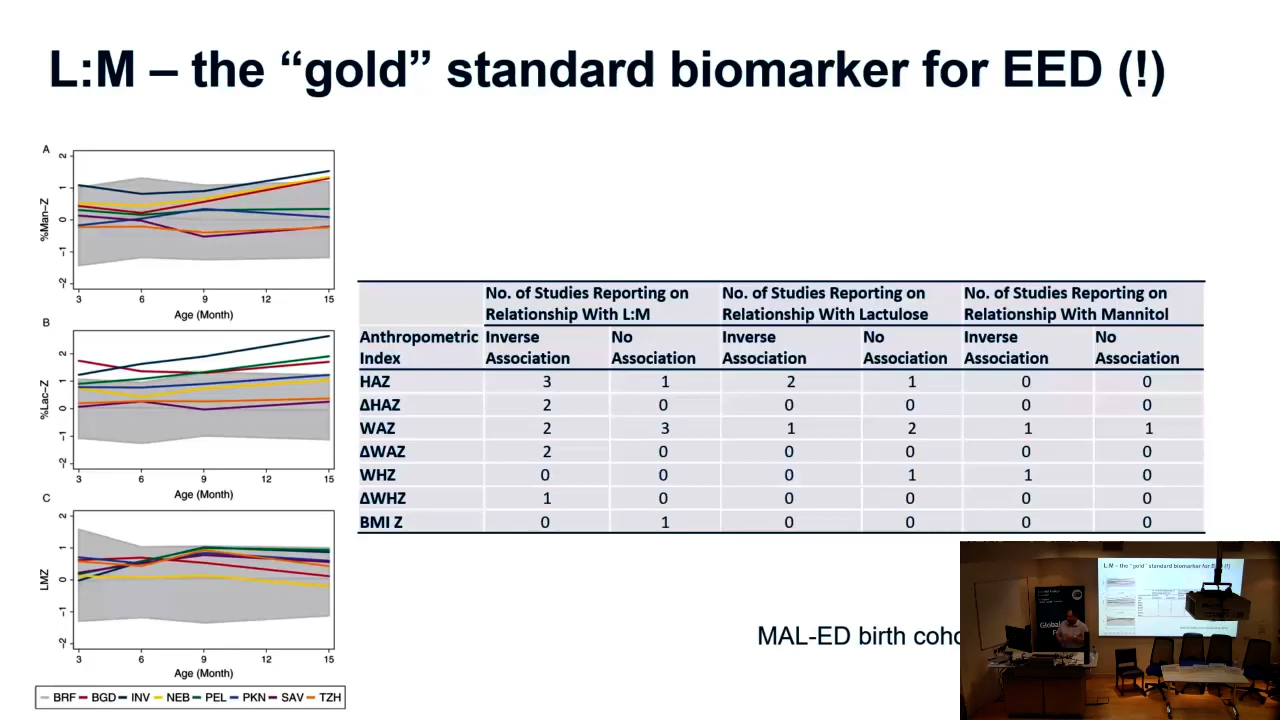 L:M – the “gold” standard biomarker for EED (!)
A
2
1
0
−1
−2
%Man−Z
3 6 9 12 15
Age (Month)
B
2
1
0
−1
−2
%Lac−Z
3 6 9 12 15
Age (Month)
C
2
1
0
−1
−2
LMZ
3 6 9 12 15
Age (Month)
BRF BGD INV NEB PEL PKN SAV TZH
No. of Studies Reporting on Relationship With L:M No. of Studies Reporting on Relationship With Lactulose No. of Studies Reporting on Relationship With Mannitol
Anthropometric Index Inverse Association No Association Inverse Association No Association Inverse Association No Association
HAZ 3 1 2 1 0 0
ΔHAZ 2 0 0 0 0 0
WAZ 2 3 1 2 1 1
ΔWAZ 2 0 0 0 0 0
WHZ 0 0 0 1 1 0
ΔWHZ 1 0 0 0 0 0
BMI Z 0 1 0 0 0 0
MAL-ED birth coho
L:M – the “gold” standard biomarker for EED (!)
Global